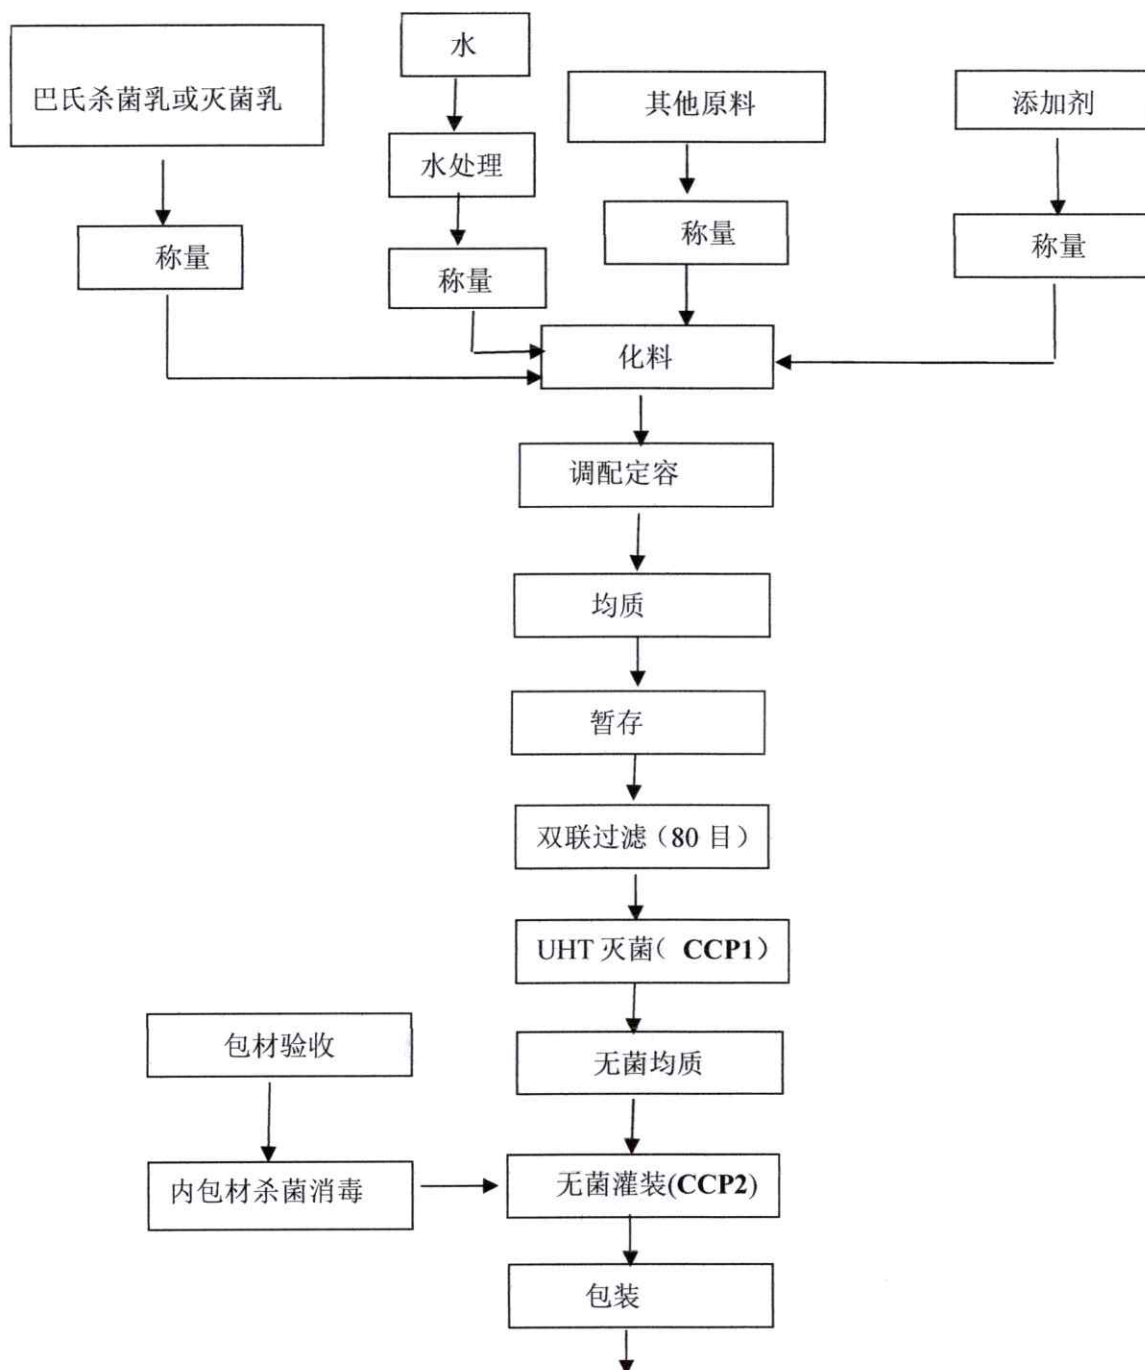 水
巴氏杀菌乳或灭菌乳
其他原料
添加剂
水处理
称量
称量
称量
称量
化料
调配定容
均质
暂存
双联过滤（80 目）
UHT 灭菌（ CCP1）
包材验收
无菌均质
内包材杀菌消毒
无菌灌装(CCP2)
包装